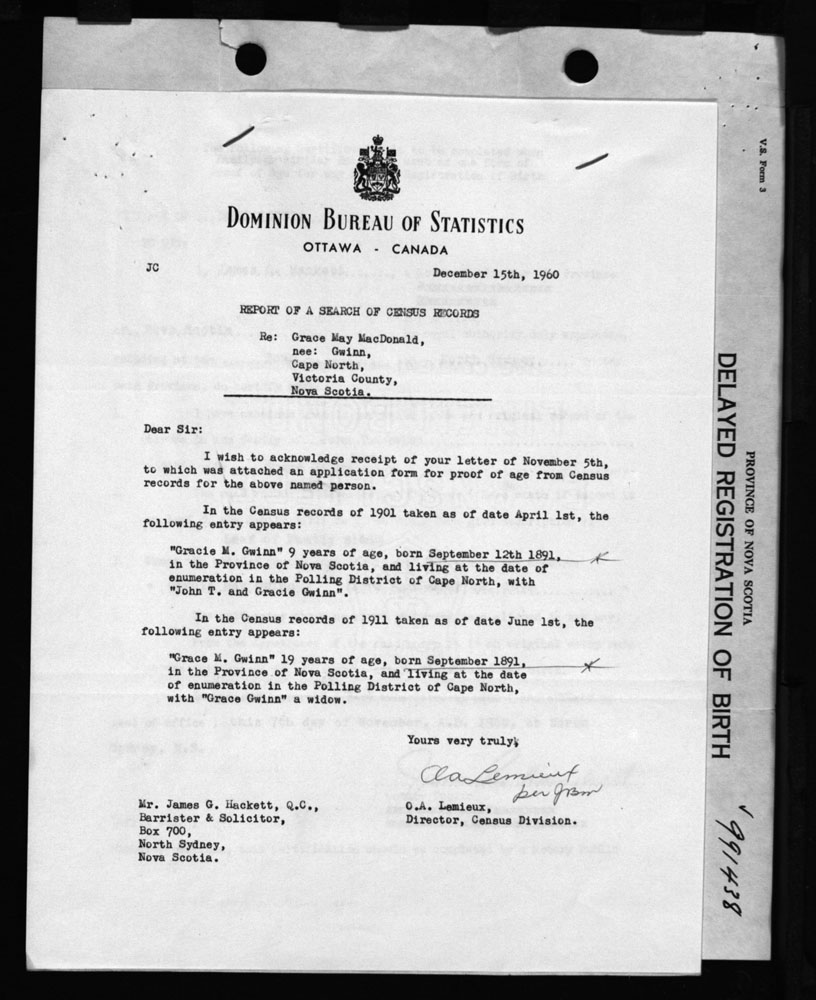 DOMINION BUREAU OF STATISTICS
OTTAWA - CANADA
JC
December 15th, 1960
REPORT OF A SEARCH OF CENSUS RECORDS
Re: Grace May MacDonald,
nee: Gwinn,
Cape North,
Victoria County,
Nova Scotia.
Dear Sir:
I wish to acknowledge receipt of your letter of November 5th,
to which was attached an application form for proof of age from Census
records for the above named person.
In the Census records of 1901 taken as of date April 1st, the
following entry appears:
"Gracie M. Gwinn" 9 years of age, born September 12th 1891,
in the Province of Nova Scotia, and living at the date of
enumeration in the Polling District of Cape North, with
"John T. and Gracie Gwinn".
In the Census records of 1911 taken as of date June 1st, the
following entry appears:
"Grace M. Gwinn" 19 years of age, born September 1891,
in the Province of Nova Scotia, and living at the date
of enumeration in the Polling District of Cape North,
with "Grace Gwinn" a widow.
Yours very truly,
OA Lemieux
per JBM
O.A. Lemieux,
Director, Census Division.
Mr. James G. Hackett, Q.C.,
Barrister & Solicitor,
Box 700,
North Sydney,
Nova Scotia.
V.S. Form 3
PROVINCE OF NOVA SCOTIA
DELAYED REGISTRATION OF BIRTH
991438